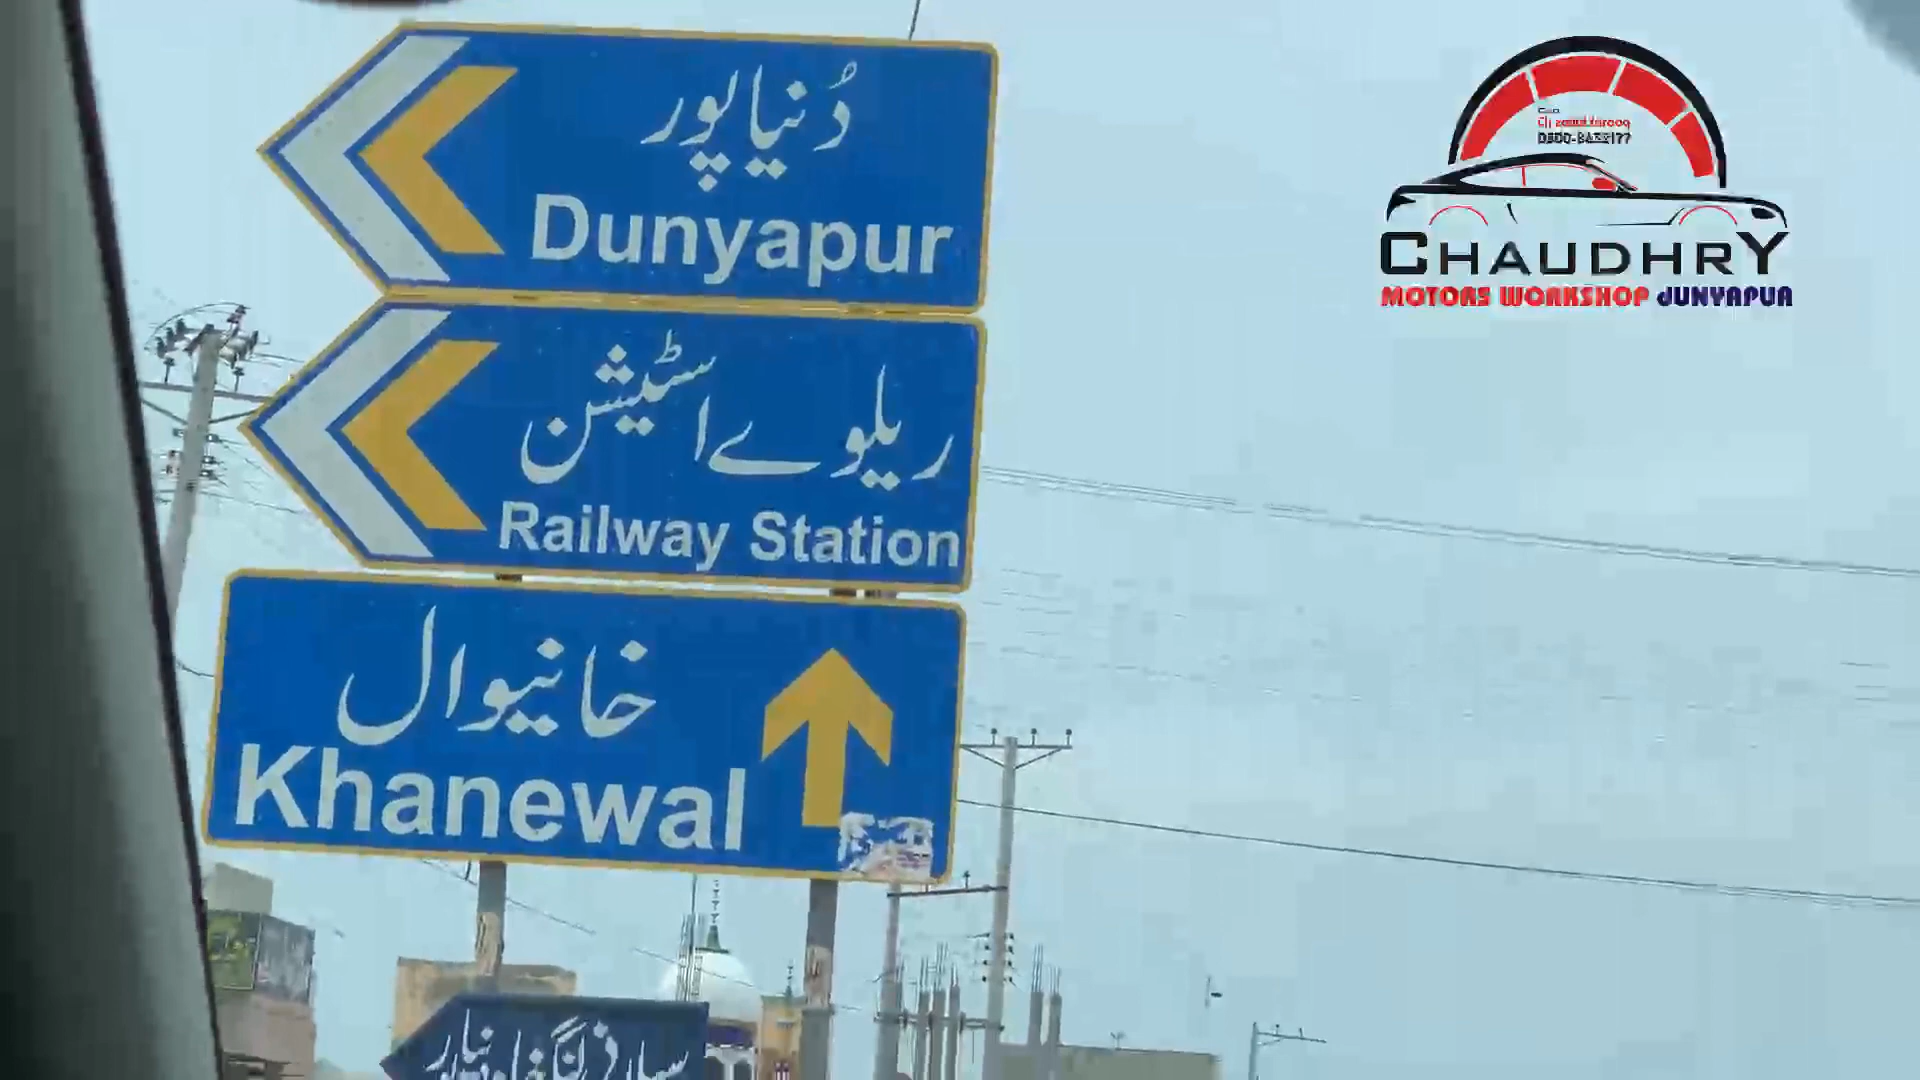 دُنیاپور
Dunyapur
ریلوے اسٹیشن
Railway Station
خانیوال
Khanewal
CHAUDHRY
MOTORS WORKSHOP dUNYAPUR